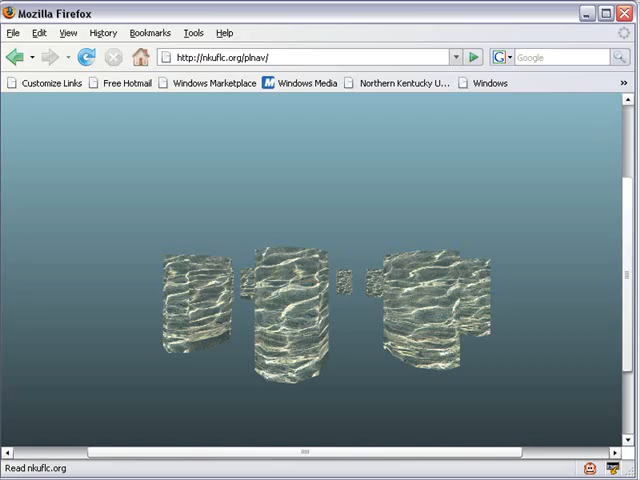 Mozilla Firefox
File Edit View History Bookmarks Tools Help
http://nkuflc.org/plnav/ G Google
Customize Links Free Hotmail Windows Marketplace Windows Media Northern Kentucky U... Windows »
Read nkuflc.org